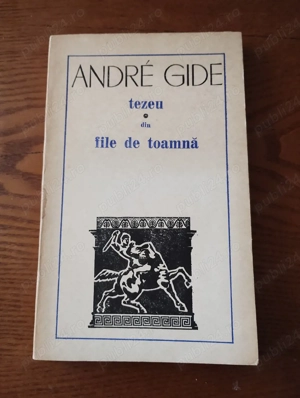 ANDRÉ GIDE
tezeu
din
file de toamnă